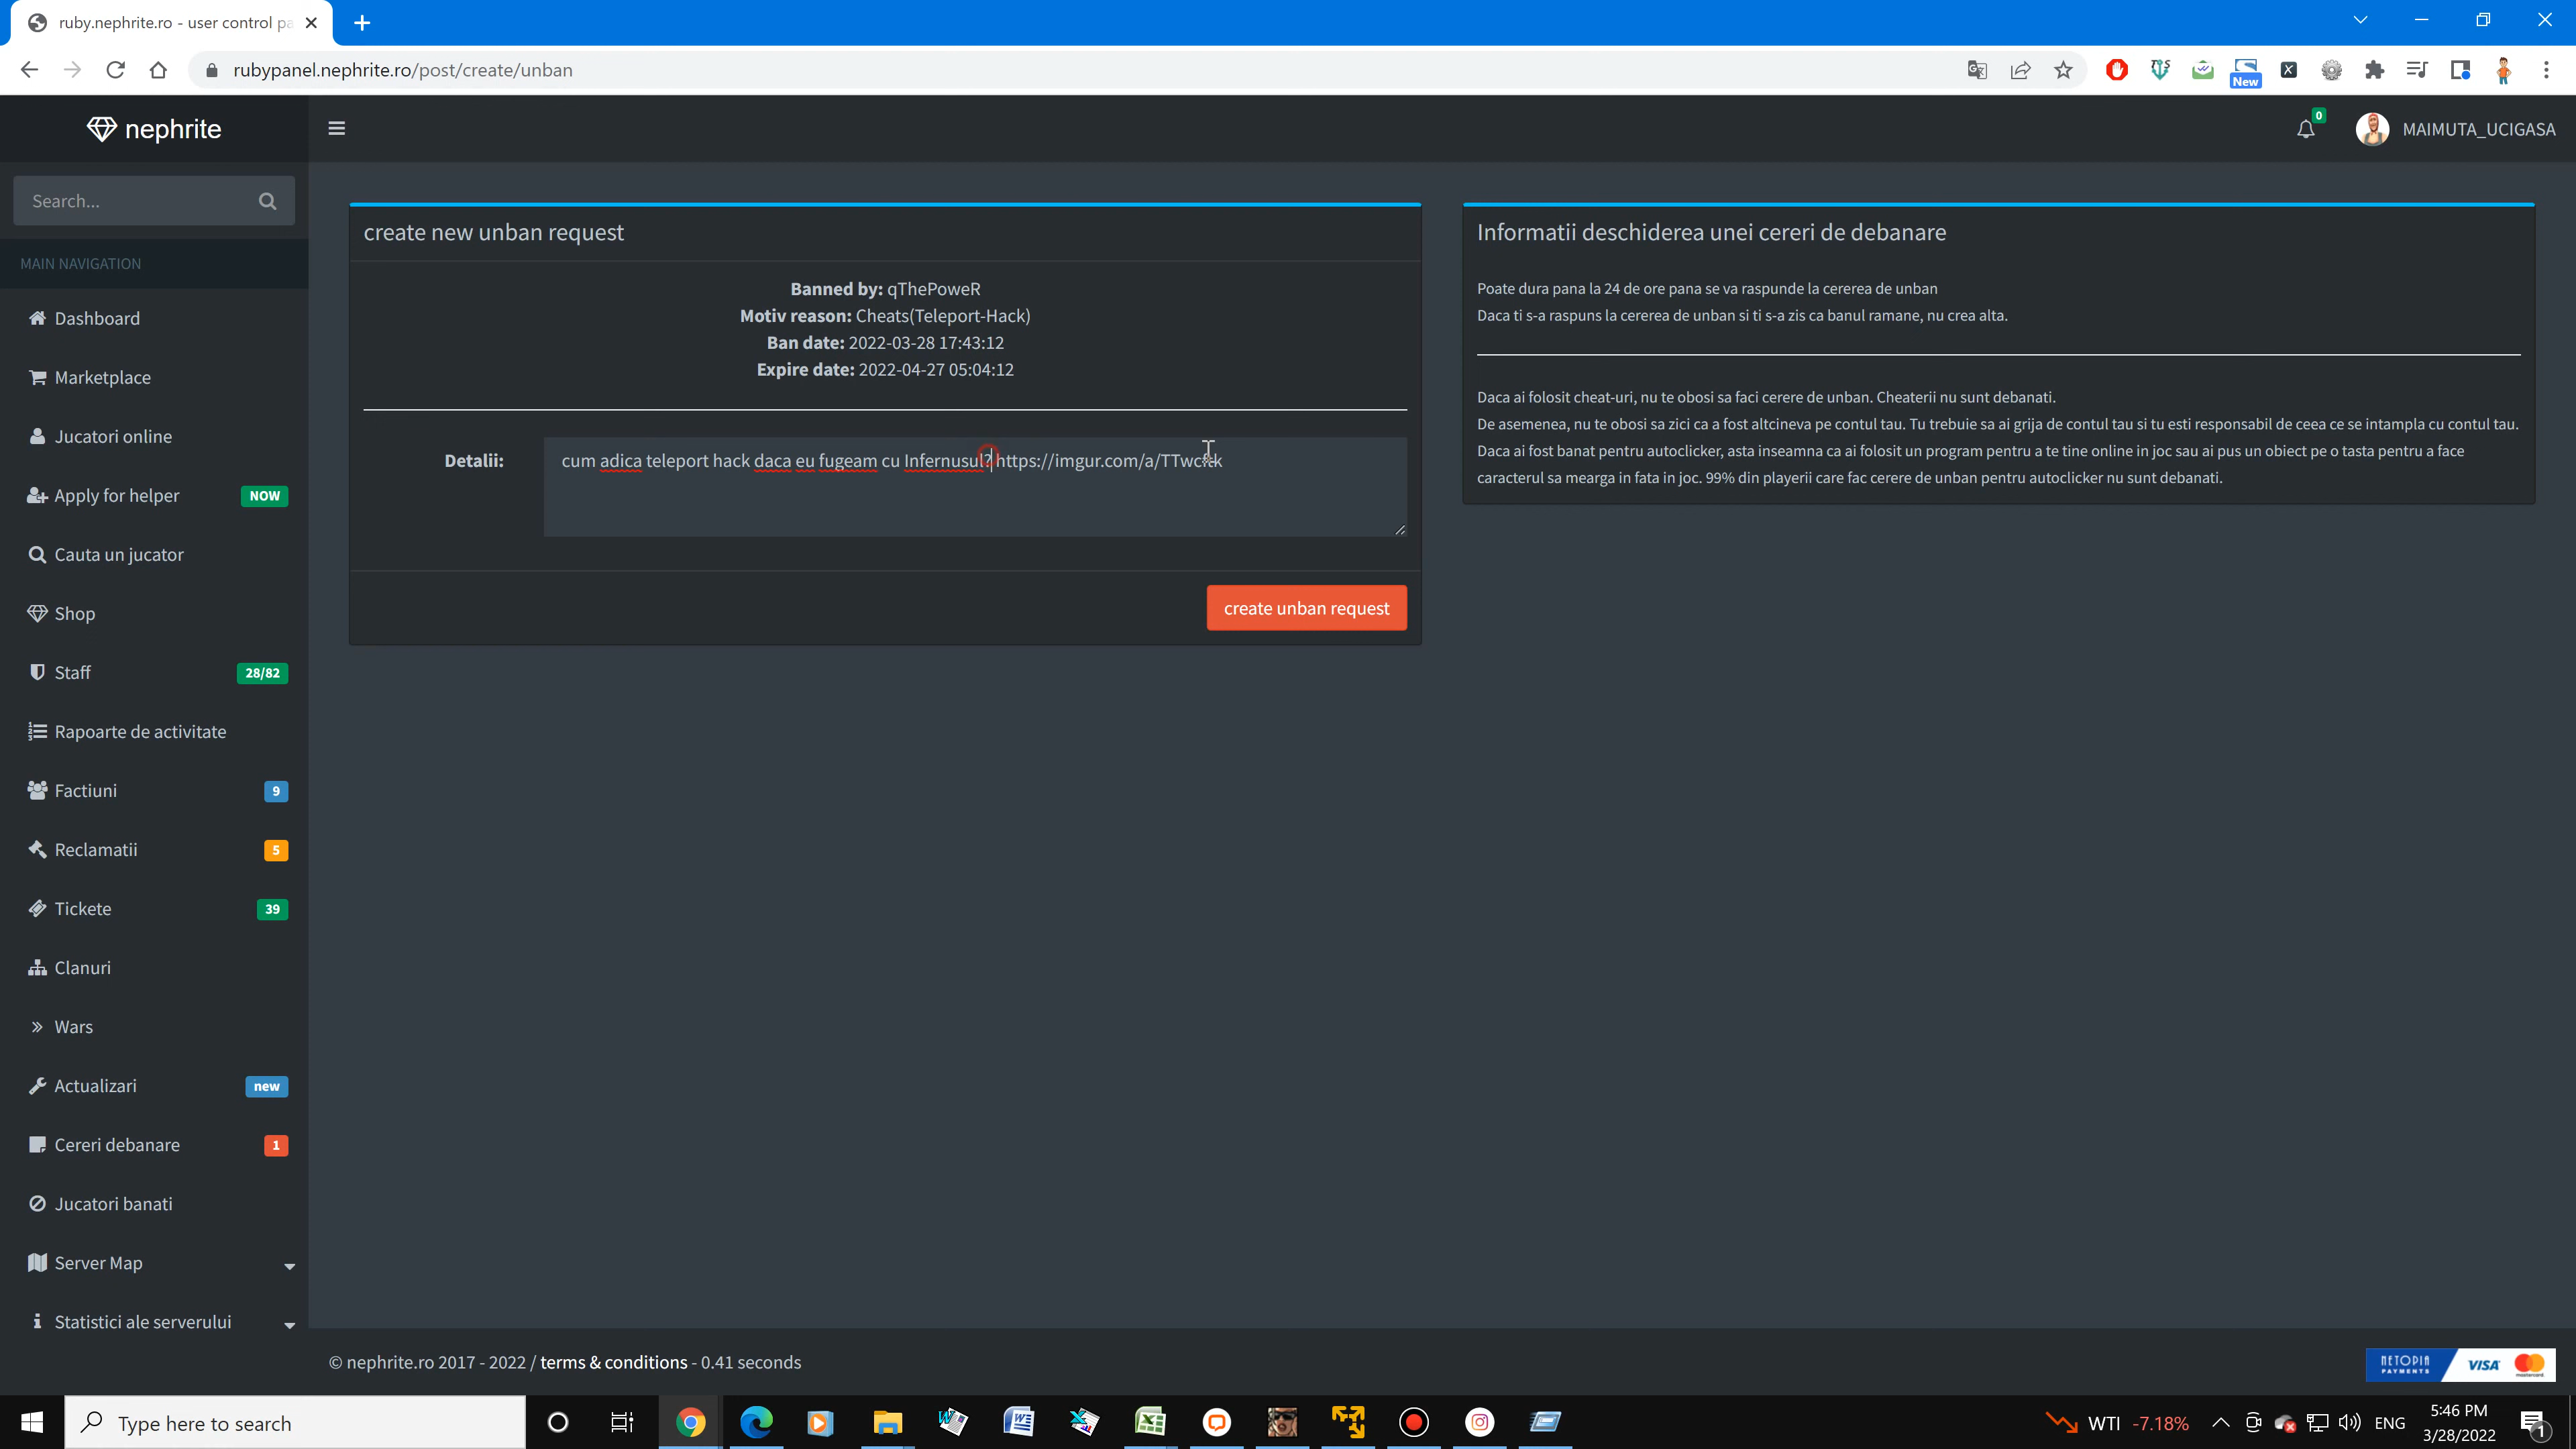 ruby.nephrite.ro - user control pa
rubypanel.nephrite.ro/post/create/unban
New
nephrite
0
MAIMUTA_UCIGASA
Search...
MAIN NAVIGATION
Dashboard
Marketplace
Jucatori online
Apply for helper NOW
Cauta un jucator
Shop
Staff 28/82
Rapoarte de activitate
Factiuni 9
Reclamatii 5
Tickete 39
Clanuri
Wars
Actualizari new
Cereri debanare 1
Jucatori banati
Server Map
Statistici ale serverului
create new unban request
Banned by: qThePoweR
Motiv reason: Cheats(Teleport-Hack)
Ban date: 2022-03-28 17:43:12
Expire date: 2022-04-27 05:04:12
Detalii:
cum adica teleport hack daca eu fugeam cu Infernusul? https://imgur.com/a/
create unban request
Informatii deschiderea unei cereri de debanare
Poate dura pana la 24 de ore pana se va raspunde la cererea de unban
Daca ti s-a raspuns la cererea de unban si ti s-a zis ca banul ramane, nu crea alta.
Daca ai folosit cheat-uri, nu te obosi sa faci cerere de unban. Cheaterii nu sunt debanati.
De asemenea, nu te obosi sa zici ca a fost altcineva pe contul tau. Tu trebuie sa ai grija de contul tau si tu esti responsabil de ceea ce se intampla cu contul tau.
Daca ai fost banat pentru autoclicker, asta inseamna ca ai folosit un program pentru a te tine online in joc sau ai pus un obiect pe o tasta pentru a face
caracterul sa mearga in fata in joc. 99% din playerii care fac cerere de unban pentru autoclicker nu sunt debanati.
© nephrite.ro 2017 - 2022 / terms & conditions - 0.41 seconds
NETOPIA
PAYMENTS
VISA
mastercard
Type here to search
WTI -7.18%
ENG
5:46 PM
3/28/2022
1